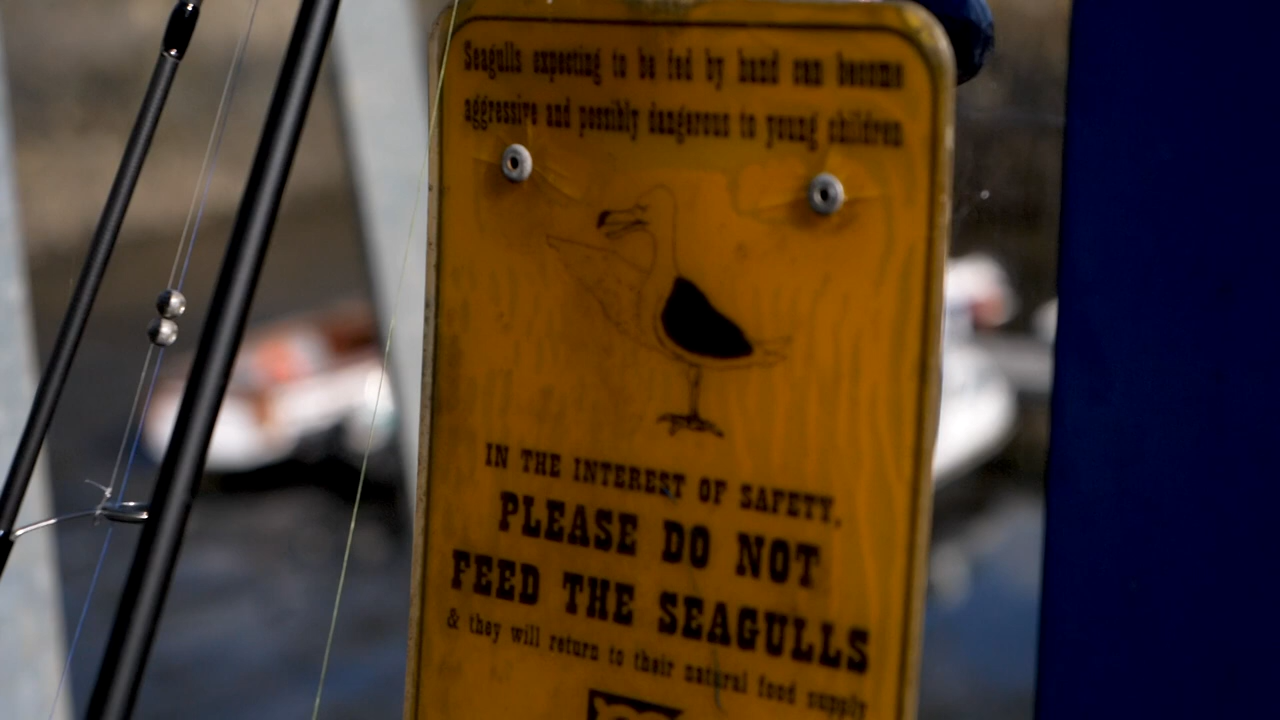 Seagulls expecting to be fed by hand can become
aggressive and possibly dangerous to young children
IN THE INTEREST OF SAFETY,
PLEASE DO NOT
FEED THE SEAGULLS
& they will return to their natural food supply